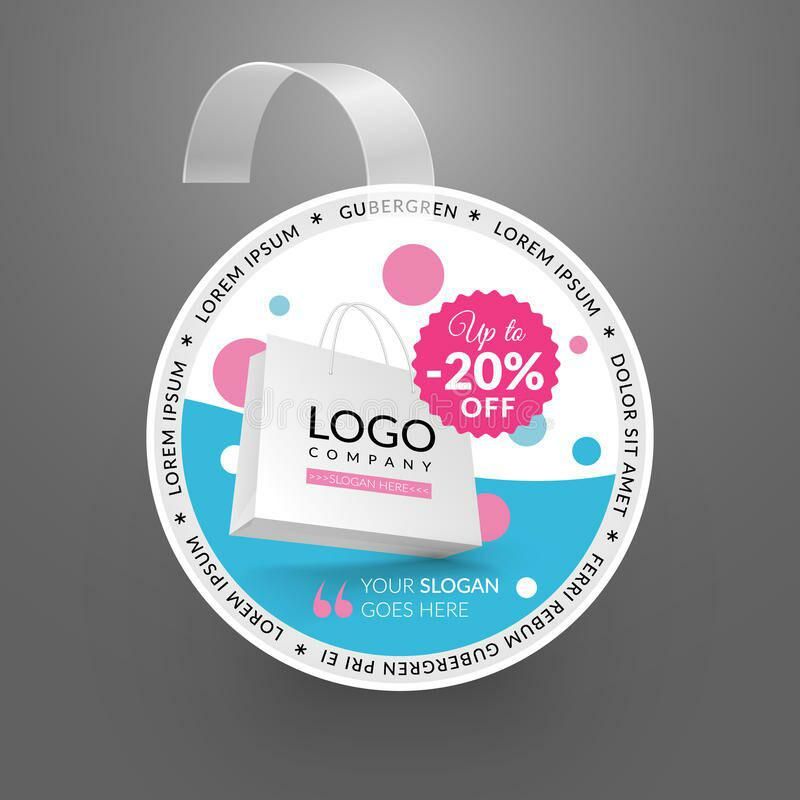 LOREM IPSUM * GUBERGREN * LOREM IPSUM * DOLOR SIT AMET * FERRI REBUM GUBERGREN PRI EI * LOREM IPSUM * LOREM IPSUM *
Up to
-20%
OFF
LOGO
COMPANY
>>>SLOGAN HERE<<<
YOUR SLOGAN
GOES HERE
dreamstime